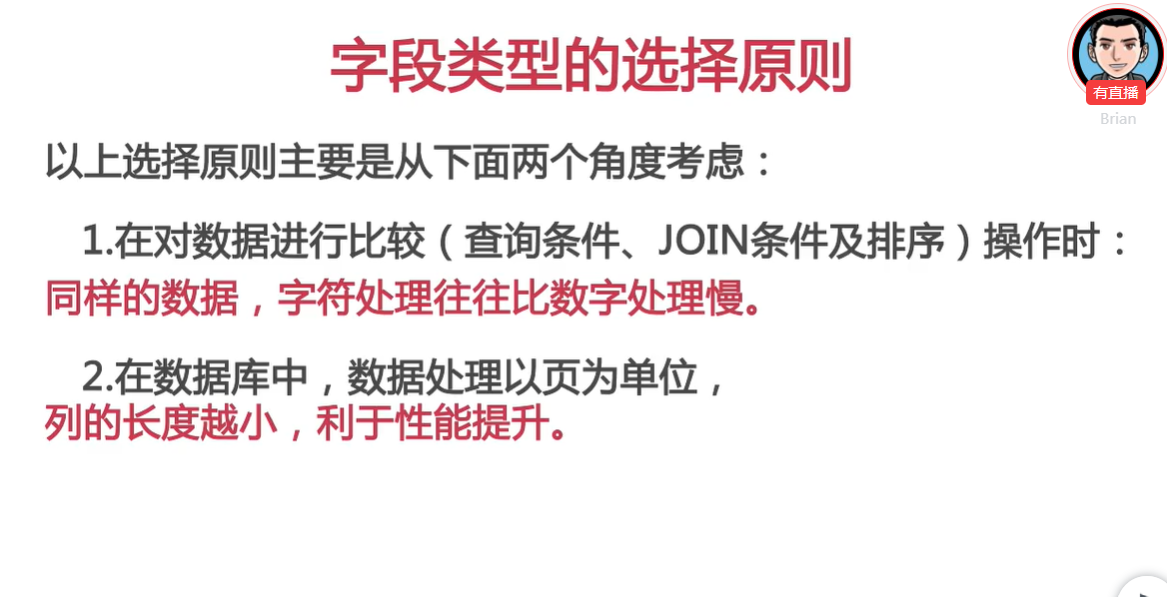 字段类型的选择原则
有直播
Brian
以上选择原则主要是从下面两个角度考虑：
1.在对数据进行比较（查询条件、JOIN条件及排序）操作时：
同样的数据，字符处理往往比数字处理慢。
2.在数据库中，数据处理以页为单位，
列的长度越小，利于性能提升。